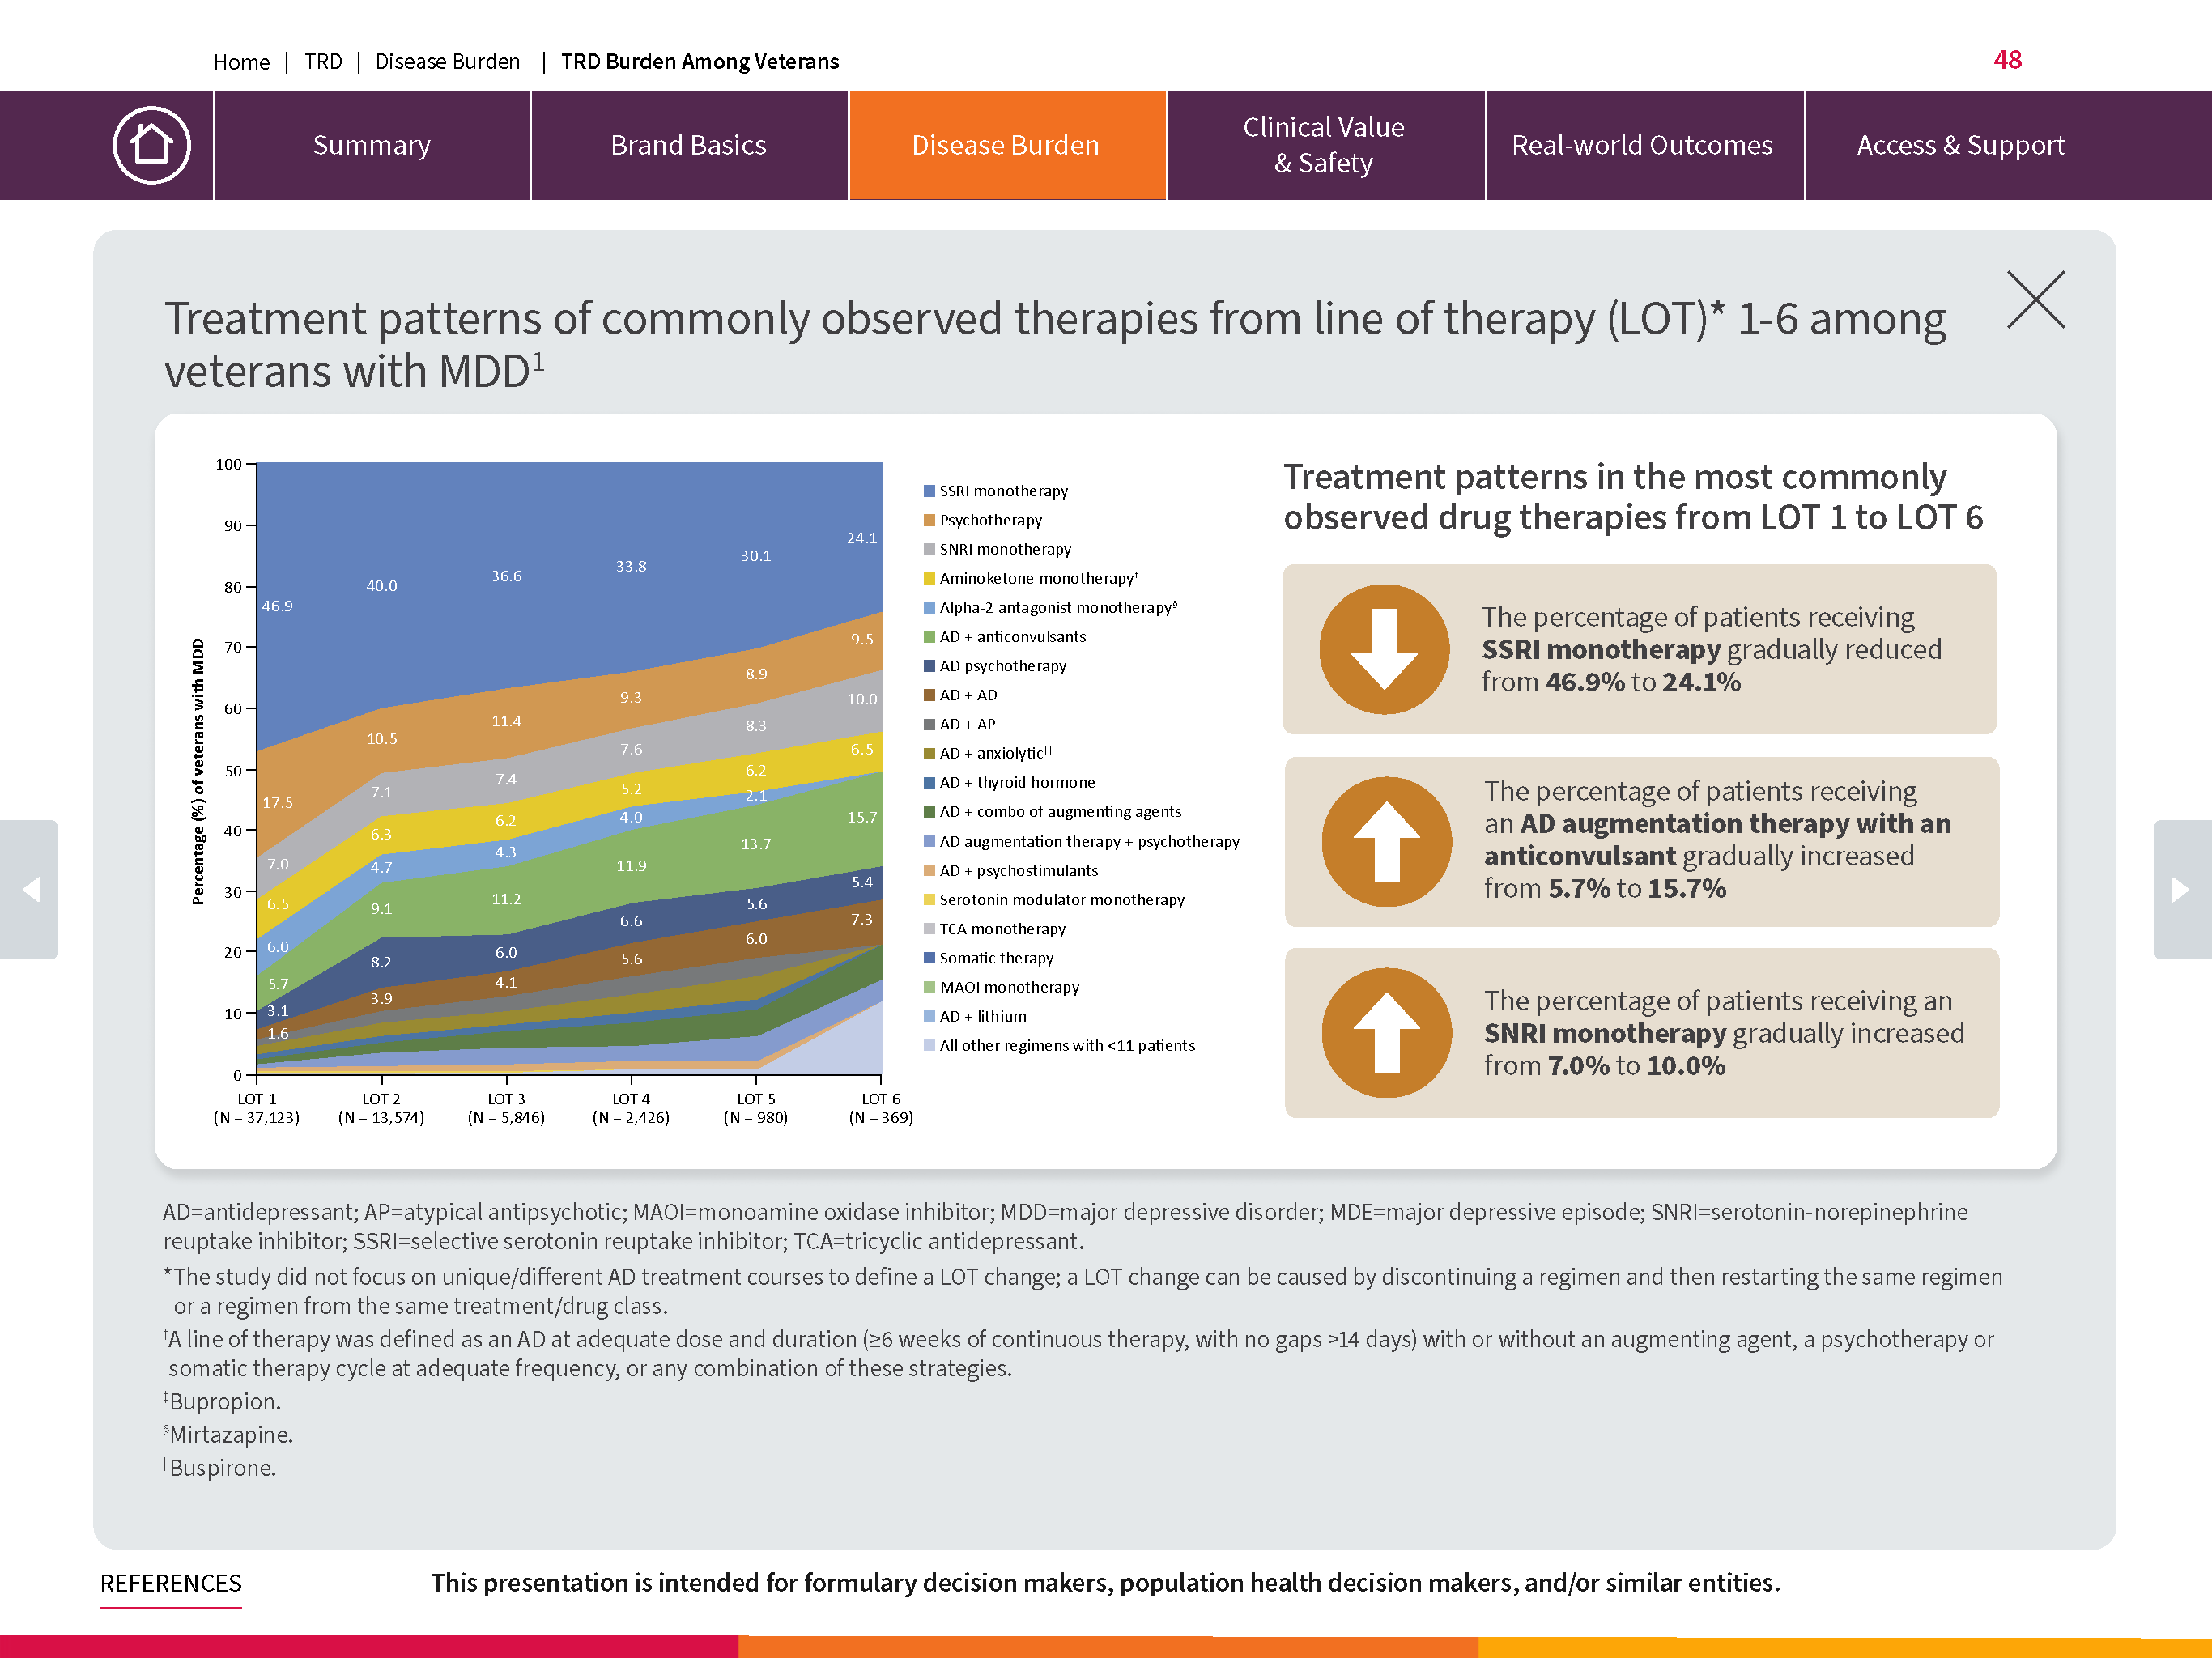 Home | TRD | Disease Burden | TRD Burden Among Veterans
48
Summary
Brand Basics
Disease Burden
Clinical Value
& Safety
Real-world Outcomes
Access & Support
Treatment patterns of commonly observed therapies from line of therapy (LOT)* 1-6 among
veterans with MDD¹
Percentage (%) of veterans with MDD
100
90
80
70
60
50
40
30
20
10
0
46.9
17.5
7.0
6.5
6.0
5.7
3.1
1.6
40.0
10.5
7.1
6.3
4.7
9.1
8.2
3.9
36.6
11.4
7.4
6.2
4.3
11.2
6.0
4.1
33.8
9.3
7.6
5.2
4.0
11.9
6.6
5.6
30.1
8.9
8.3
6.2
2.1
13.7
5.6
6.0
24.1
9.5
10.0
6.5
15.7
5.4
7.3
LOT 1
(N = 37,123)
LOT 2
(N = 13,574)
LOT 3
(N = 5,846)
LOT 4
(N = 2,426)
LOT 5
(N = 980)
LOT 6
(N = 369)
SSRI monotherapy
Psychotherapy
SNRI monotherapy
Aminoketone monotherapy‡
Alpha-2 antagonist monotherapy§
AD + anticonvulsants
AD psychotherapy
AD + AD
AD + AP
AD + anxiolytic||
AD + thyroid hormone
AD + combo of augmenting agents
AD augmentation therapy + psychotherapy
AD + psychostimulants
Serotonin modulator monotherapy
TCA monotherapy
Somatic therapy
MAOI monotherapy
AD + lithium
All other regimens with <11 patients
Treatment patterns in the most commonly
observed drug therapies from LOT 1 to LOT 6
The percentage of patients receiving
SSRI monotherapy gradually reduced
from 46.9% to 24.1%
The percentage of patients receiving
an AD augmentation therapy with an
anticonvulsant gradually increased
from 5.7% to 15.7%
The percentage of patients receiving an
SNRI monotherapy gradually increased
from 7.0% to 10.0%
AD=antidepressant; AP=atypical antipsychotic; MAOI=monoamine oxidase inhibitor; MDD=major depressive disorder; MDE=major depressive episode; SNRI=serotonin-norepinephrine
reuptake inhibitor; SSRI=selective serotonin reuptake inhibitor; TCA=tricyclic antidepressant.
*The study did not focus on unique/different AD treatment courses to define a LOT change; a LOT change can be caused by discontinuing a regimen and then restarting the same regimen
or a regimen from the same treatment/drug class.
†A line of therapy was defined as an AD at adequate dose and duration (≥6 weeks of continuous therapy, with no gaps >14 days) with or without an augmenting agent, a psychotherapy or
somatic therapy cycle at adequate frequency, or any combination of these strategies.
‡Bupropion.
§Mirtazapine.
||Buspirone.
REFERENCES
This presentation is intended for formulary decision makers, population health decision makers, and/or similar entities.